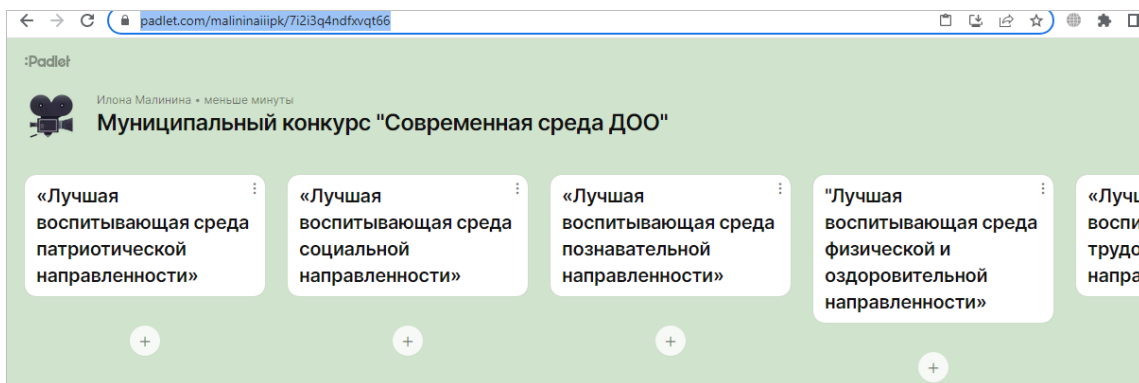 padlet.com/malininaiiipk/7i2i3q4ndfxvqt66
:Padlet
Илона Малинина • меньше минуты
Муниципальный конкурс "Современная среда ДОО"
«Лучшая
воспитывающая среда
патриотической
направленности»
«Лучшая
воспитывающая среда
социальной
направленности»
«Лучшая
воспитывающая среда
познавательной
направленности»
"Лучшая
воспитывающая среда
физической и
оздоровительной
направленности»